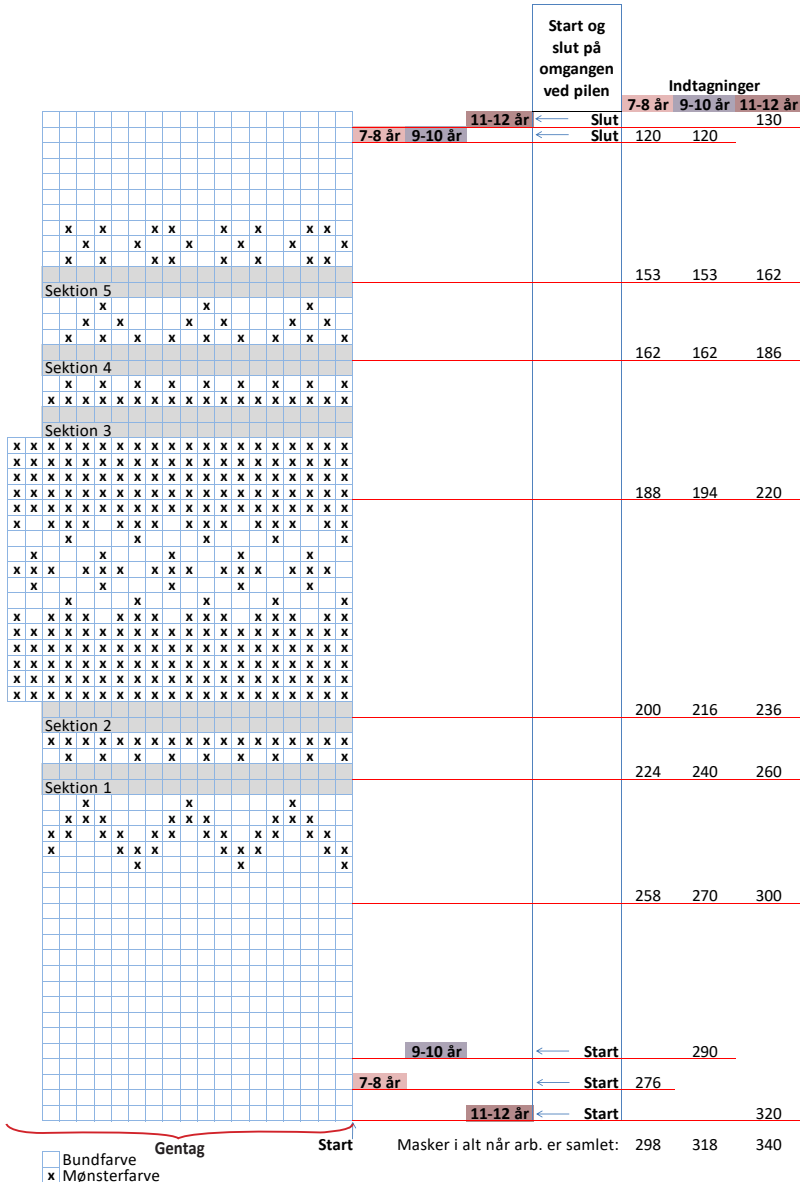 Start og
slut på
omgangen
ved pilen
Indtagninger
7-8 år 9-10 år 11-12 år
11-12 år Slut 130
7-8 år 9-10 år Slut 120 120
x x x x x x x x
x x x x x x
x x x x x x x x
153 153 162
Sektion 5
x x x
x x x x x x
x x x x x x x x x
162 162 186
Sektion 4
x x x x x x x x x
x x x x x x x x x x x x x x x x x x
Sektion 3
x x x x x x x x x x x x x x x x x x x x
x x x x x x x x x x x x x x x x x x x x
x x x x x x x x x x x x x x x x x x x x
x x x x x x x x x x x x x x x x x x x x 188 194 220
x x x x x x x x x x x x x x x x x x x x
x x x x x x x x x x x x x x x
x x x x x
x x x x x
x x x x x x x x x x x x x x x
x x x x x
x x x x x
x x x x x x x x x x x x x x x
x x x x x x x x x x x x x x x x x x x x
x x x x x x x x x x x x x x x x x x x x
x x x x x x x x x x x x x x x x x x x x
x x x x x x x x x x x x x x x x x x x x
x x x x x x x x x x x x x x x x x x x x
200 216 236
Sektion 2
x x x x x x x x x x x x x x x x x x
x x x x x x x x x
224 240 260
Sektion 1
x x x
x x x x x x x x x
x x x x x x x x x x x x
x x x x x x x x x
x x x
258 270 300
9-10 år Start 290
7-8 år Start 276
11-12 år Start 320
Gentag Start Masker i alt når arb. er samlet: 298 318 340
Bundfarve
x Mønsterfarve